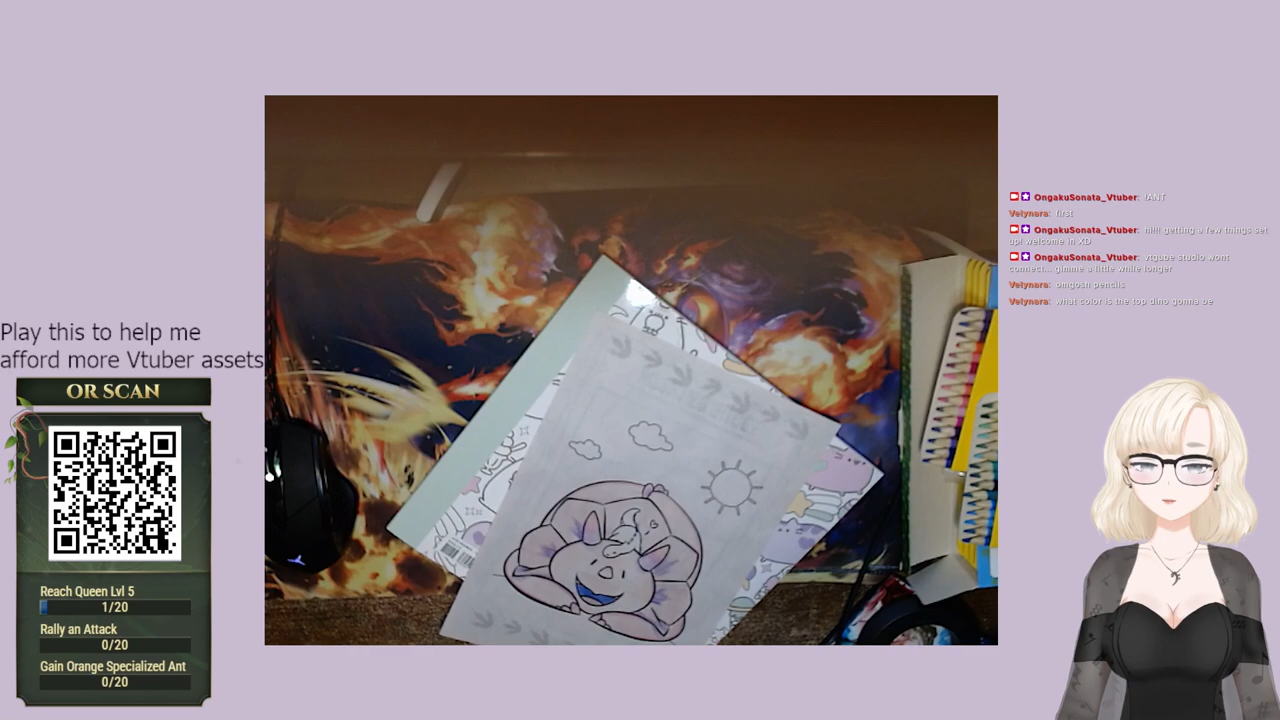 Play this to help me
afford more Vtuber assets
OR SCAN
Reach Queen Lvl 5
1/20
Rally an Attack
0/20
Gain Orange Specialized Ant
0/20
OngakuSonata_Vtuber: !ANT
Velynara: first
OngakuSonata_Vtuber: hi!!! getting a few things set
up! welcome in XD
OngakuSonata_Vtuber: vtgube studio wont
connect... gimme a little while longer
Velynara: omgosh pencils
Velynara: what color is the top dino gonna be